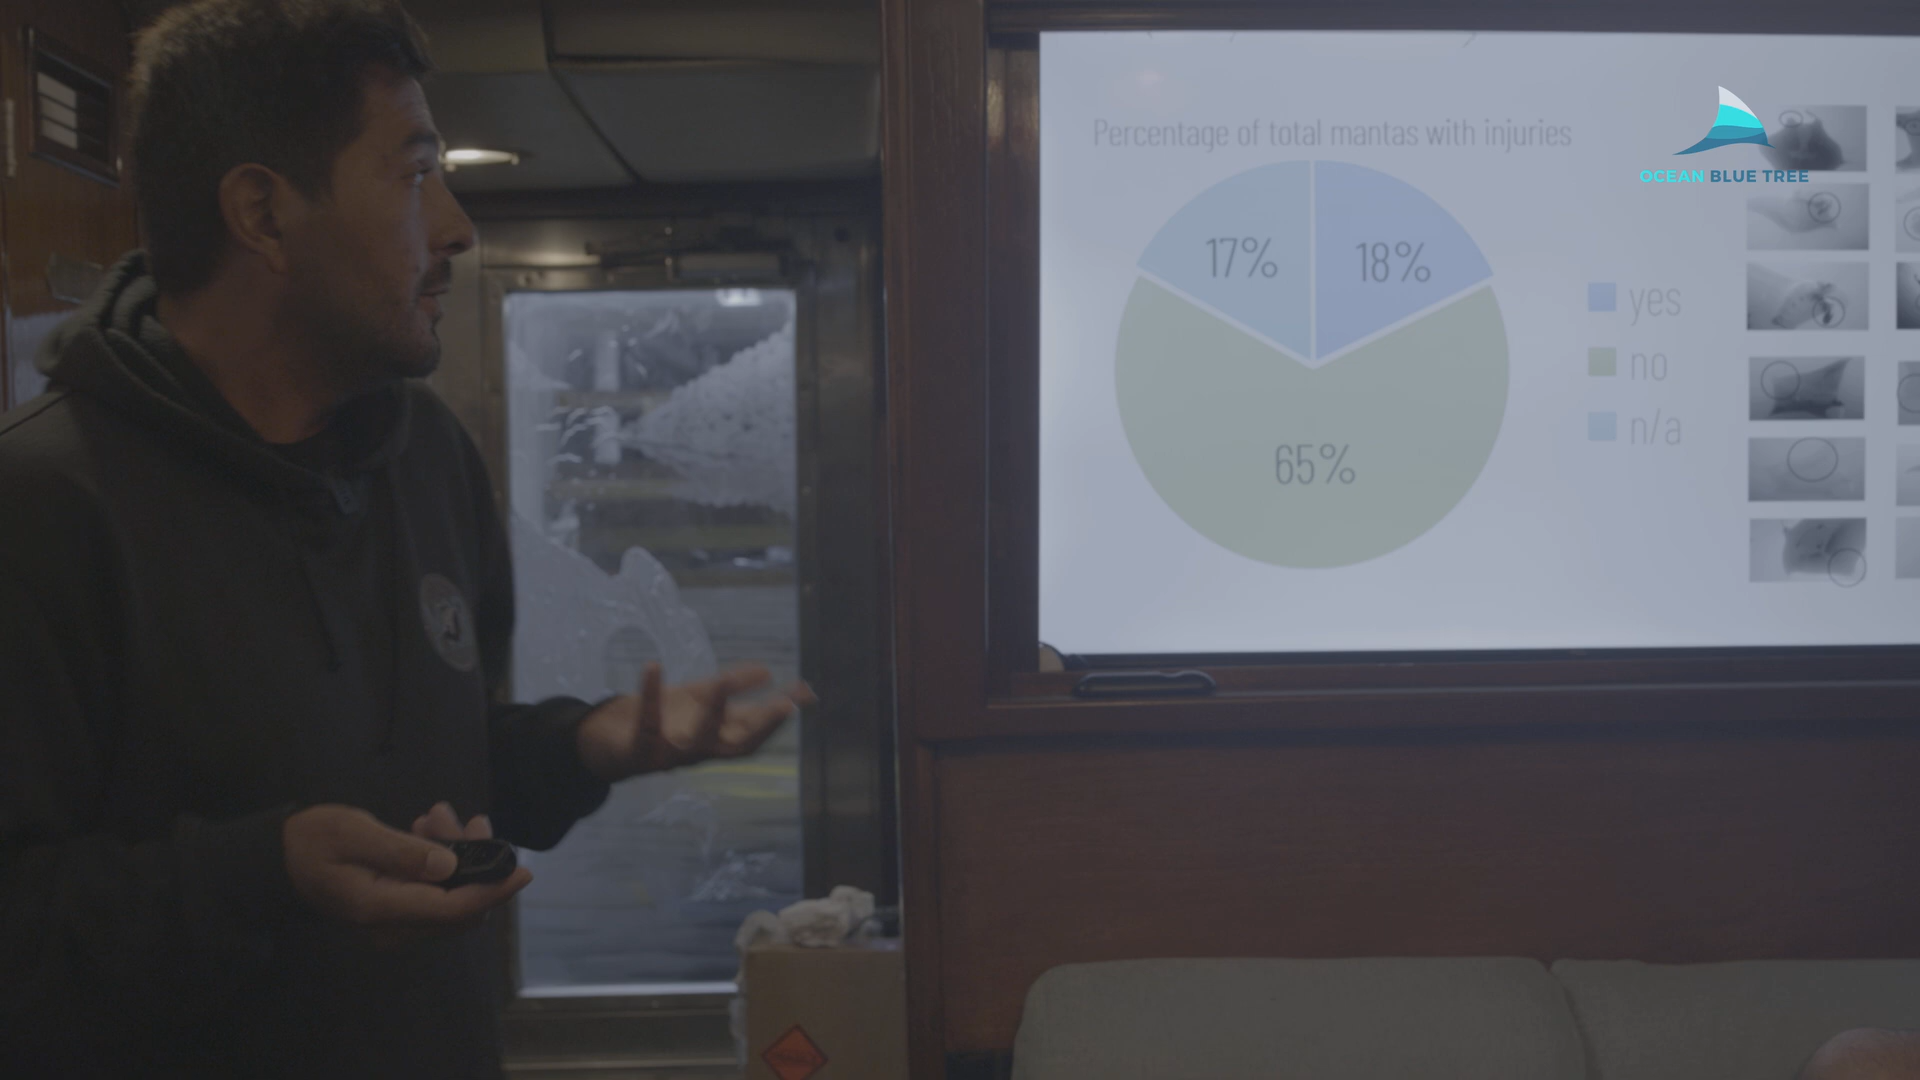 Percentage of total mantas with injuries
17%
18%
65%
yes
no
n/a
OCEAN BLUE TREE